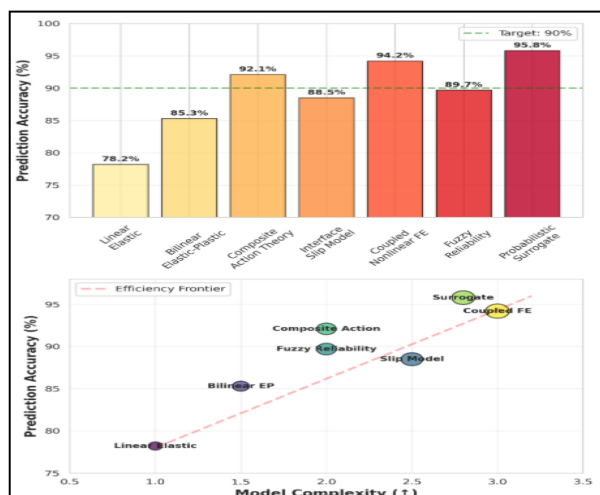 100
95
90
85
80
75
70
Prediction Accuracy (%)
Target: 90%
78.2%
85.3%
92.1%
88.5%
94.2%
89.7%
95.8%
Linear
Elastic
Bilinear
Elastic-Plastic
Composite
Action Theory
Interface
Slip Model
Coupled
Nonlinear FE
Fuzzy
Reliability
Probabilistic
Surrogate
Efficiency Frontier
95
90
85
80
75
Prediction Accuracy (%)
Surrogate
Coupled FE
Composite Action
Fuzzy Reliability
Slip Model
Bilinear EP
Linear Elastic
0.5 1.0 1.5 2.0 2.5 3.0 3.5
Model Complexity (↑)